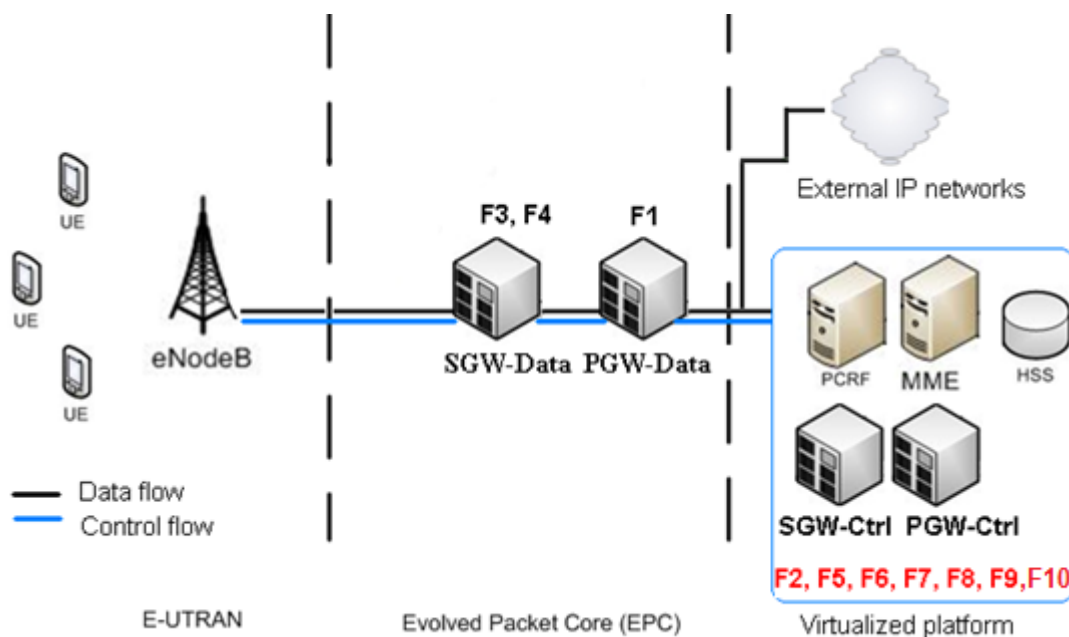 UE
UE
UE
eNodeB
F3, F4
F1
SGW-Data
PGW-Data
External IP networks
PCRF
MME
HSS
SGW-Ctrl
PGW-Ctrl
F2, F5, F6, F7, F8, F9,F10
Data flow
Control flow
E-UTRAN
Evolved Packet Core (EPC)
Virtualized platform